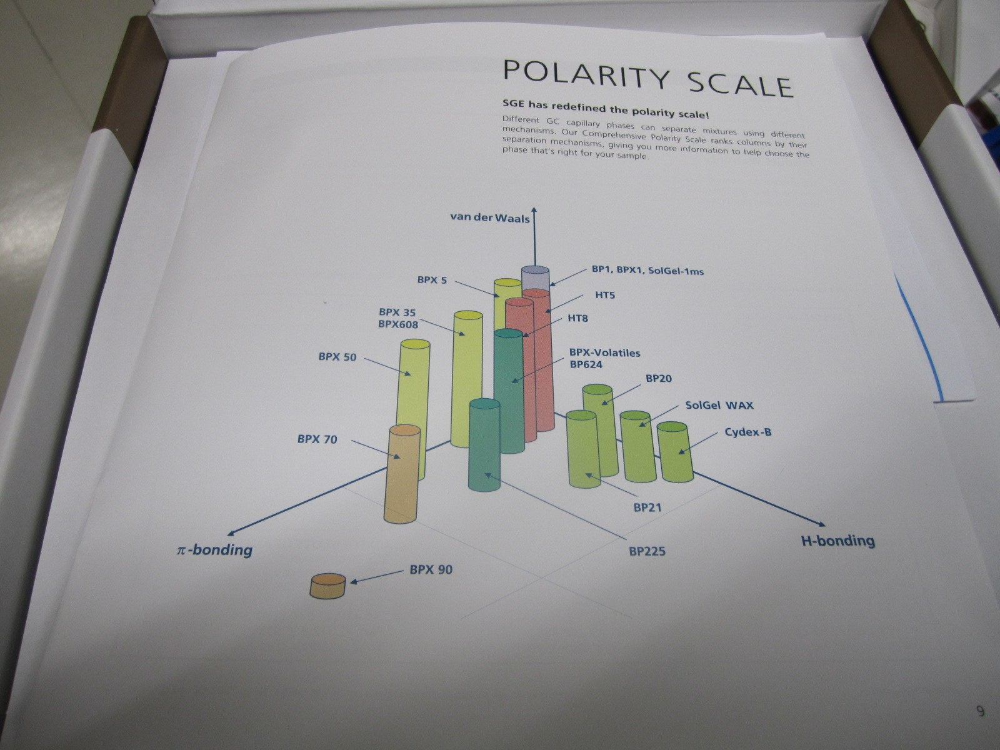 POLARITY SCALE
SGE has redefined the polarity scale!
Different GC capillary phases can separate mixtures using different
mechanisms. Our Comprehensive Polarity Scale ranks columns by their
separation mechanisms, giving you more information to help choose the
phase that's right for your sample.
van der Waals
BP1, BPX1, SolGel-1ms
BPX 5
HT5
BPX 35
BPX608
HT8
BPX 50
BPX-Volatiles
BP624
BP20
SolGel WAX
BPX 70
Cydex-B
BP21
π-bonding
H-bonding
BP225
BPX 90
9